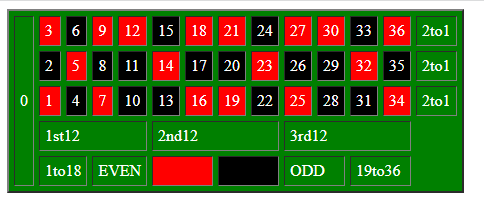 3 6 9 12 15 18 21 24 27 30 33 36 2to1
2 5 8 11 14 17 20 23 26 29 32 35 2to1
0
1 4 7 10 13 16 19 22 25 28 31 34 2to1
1st12 2nd12 3rd12
1to18 EVEN ODD 19to36